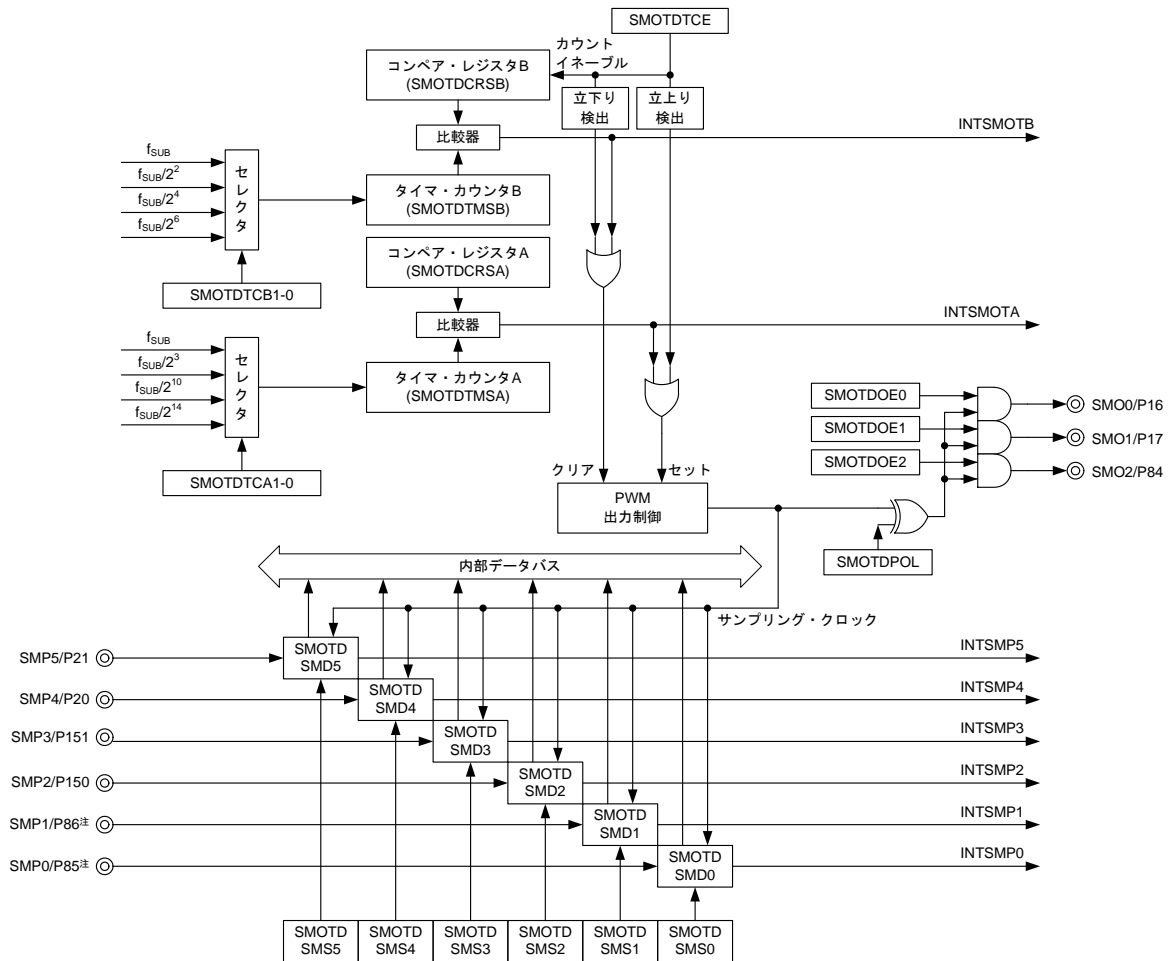 SMOTDTCE
カウント
イネーブル
コンペア・レジスタB
(SMOTDCRSB)
立下り
検出
立上り
検出
比較器
INTSMOTB
fSUB
fSUB/2²
fSUB/2⁴
fSUB/2⁶
セレクタ
タイマ・カウンタB
(SMOTDTMSB)
コンペア・レジスタA
(SMOTDCRSA)
SMOTDTCB1-0
比較器
INTSMOTA
fSUB
fSUB/2³
fSUB/2¹⁰
fSUB/2¹⁴
セレクタ
タイマ・カウンタA
(SMOTDTMSA)
SMOTDTCA1-0
SMOTDOE0
SMO0/P16
SMOTDOE1
SMO1/P17
SMOTDOE2
SMO2/P84
クリア
セット
PWM
出力制御
SMOTDPOL
内部データバス
サンプリング・クロック
SMP5/P21
SMOTD
SMD5
INTSMP5
SMP4/P20
SMOTD
SMD4
INTSMP4
SMP3/P151
SMOTD
SMD3
INTSMP3
SMP2/P150
SMOTD
SMD2
INTSMP2
SMP1/P86注
SMOTD
SMD1
INTSMP1
SMP0/P85注
SMOTD
SMD0
INTSMP0
SMOTD
SMS5
SMOTD
SMS4
SMOTD
SMS3
SMOTD
SMS2
SMOTD
SMS1
SMOTD
SMS0